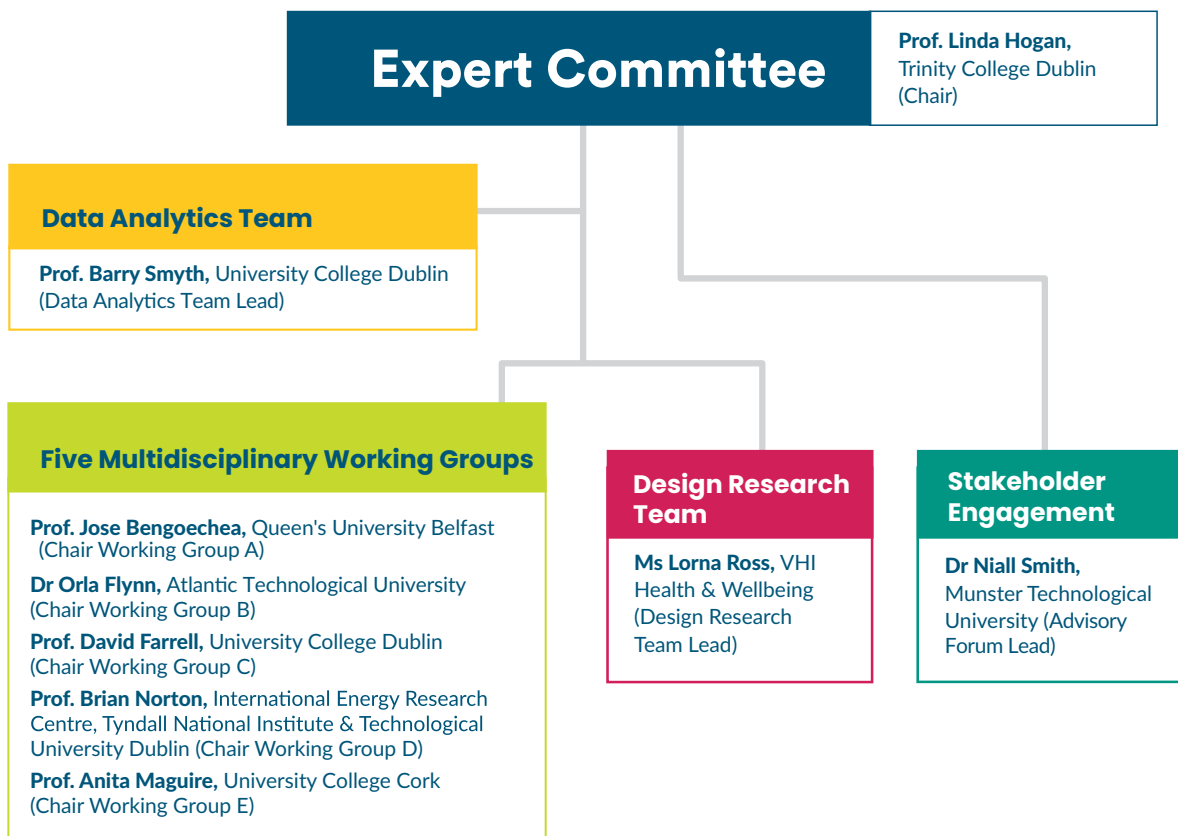 Expert Committee
Prof. Linda Hogan,
Trinity College Dublin
(Chair)
Data Analytics Team
Prof. Barry Smyth, University College Dublin
(Data Analytics Team Lead)
Five Multidisciplinary Working Groups
Prof. Jose Bengoechea, Queen's University Belfast
(Chair Working Group A)
Dr Orla Flynn, Atlantic Technological University
(Chair Working Group B)
Prof. David Farrell, University College Dublin
(Chair Working Group C)
Prof. Brian Norton, International Energy Research
Centre, Tyndall National Institute & Technological
University Dublin (Chair Working Group D)
Prof. Anita Maguire, University College Cork
(Chair Working Group E)
Design Research
Team
Ms Lorna Ross, VHI
Health & Wellbeing
(Design Research
Team Lead)
Stakeholder
Engagement
Dr Niall Smith,
Munster Technological
University (Advisory
Forum Lead)